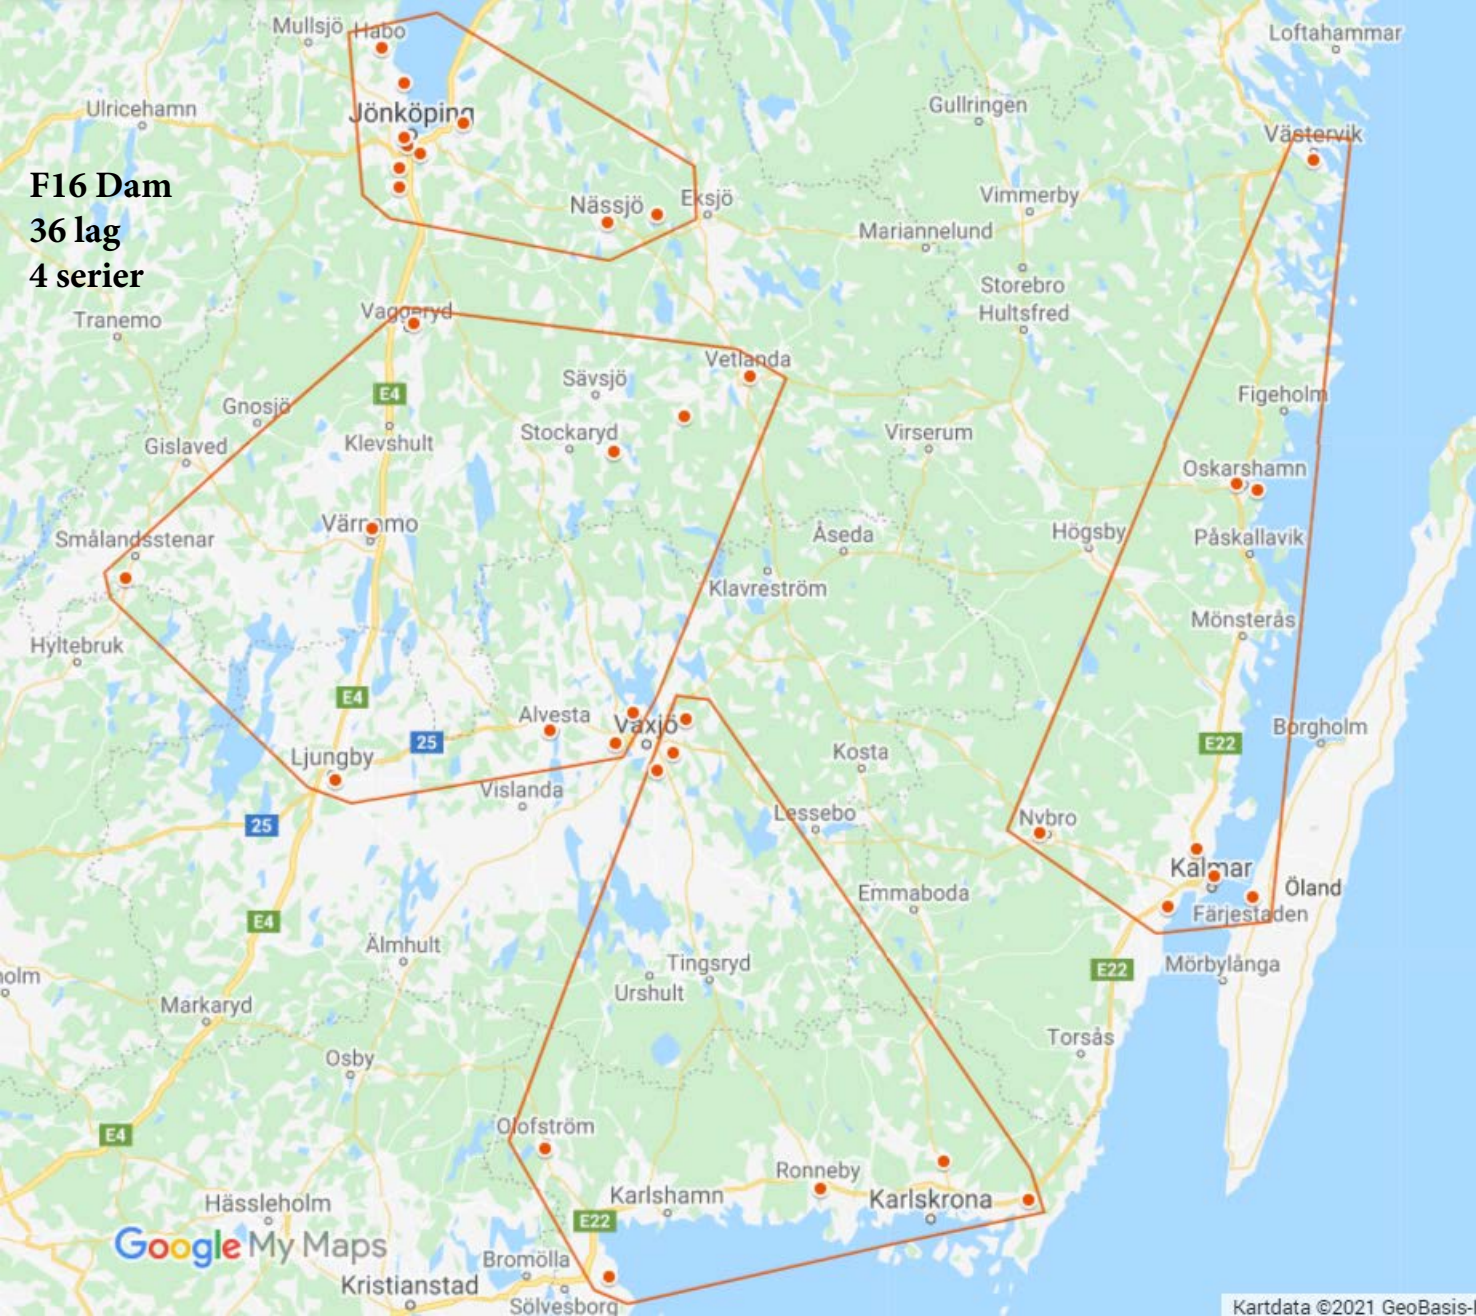 Mullsjö
Habo
Loftahammar
Ulricehamn
Jönköping
Gullringen
Västervik
F16 Dam
36 lag
4 serier
Nässjö
Eksjö
Vimmerby
Mariannelund
Storebro
Hultsfred
Vaggeryd
Tranemo
Vetlanda
Sävsjö
E4
Gnosjö
Figeholm
Gislaved
Klevshult
Stockaryd
Virserum
Oskarshamn
Värnamo
Smålandsstenar
Åseda
Högsby
Påskallavik
Klavreström
Mönsterås
Hyltebruk
E4
Alvesta
Växjö
25
Borgholm
E22
Ljungby
Kosta
Vislanda
Lessebo
Nybro
25
Kalmar
Öland
Emmaboda
Färjestaden
E4
Älmhult
Tingsryd
Mörbylånga
E22
olm
Urshult
Markaryd
Torsås
Osby
Olofström
E4
Ronneby
Karlshamn
Karlskrona
Hässleholm
E22
Google My Maps
Bromölla
Kristianstad
Sölvesborg
Kartdata ©2021 GeoBasis-